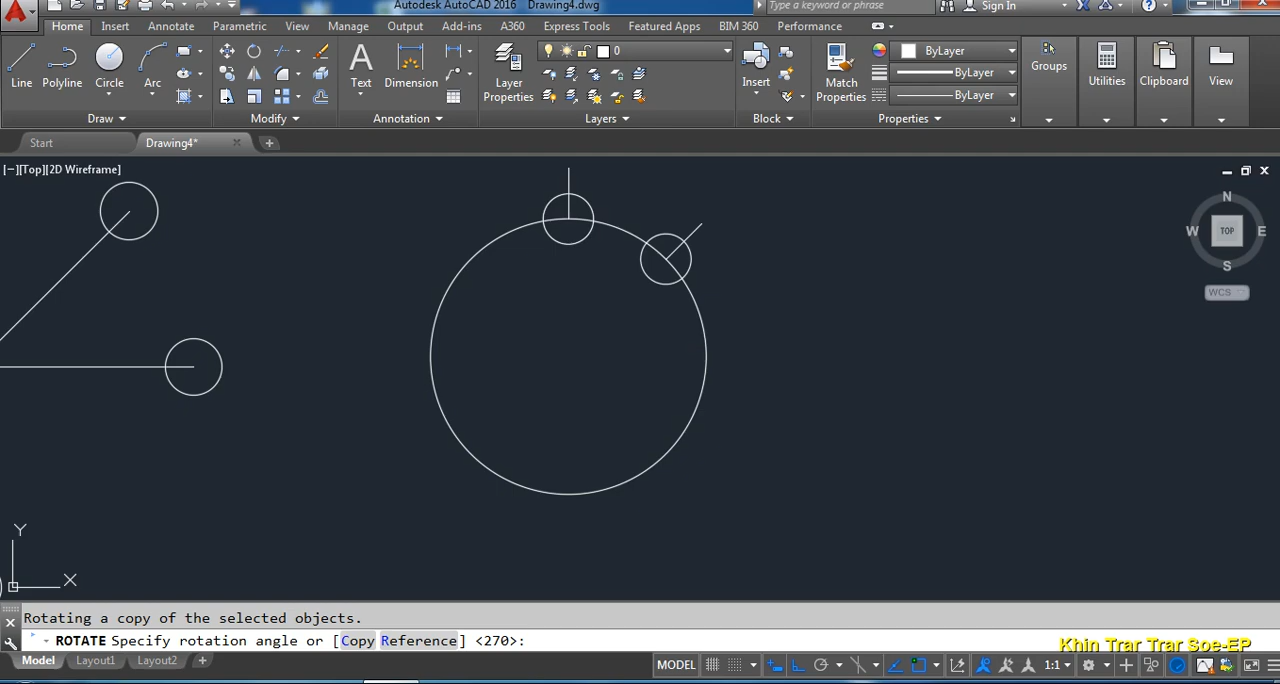 Autodesk AutoCAD 2016 Drawing4.dwg
Type a keyword or phrase
Sign In
Home Insert Annotate Parametric View Manage Output Add-ins A360 Express Tools Featured Apps BIM 360 Performance
0
ByLayer
ByLayer
ByLayer
Line Polyline Circle Arc
Text Dimension
Layer Properties
Insert
Match Properties
Groups
Utilities
Clipboard
View
Draw Modify Annotation Layers Block Properties
Start Drawing4*
[−][Top][2D Wireframe]
N
W TOP E
S
WCS
Y
X
Rotating a copy of the selected objects.
ROTATE Specify rotation angle or [Copy Reference] <270>:
Khin Trar Trar Soe-EP
Model Layout1 Layout2
MODEL 1:1